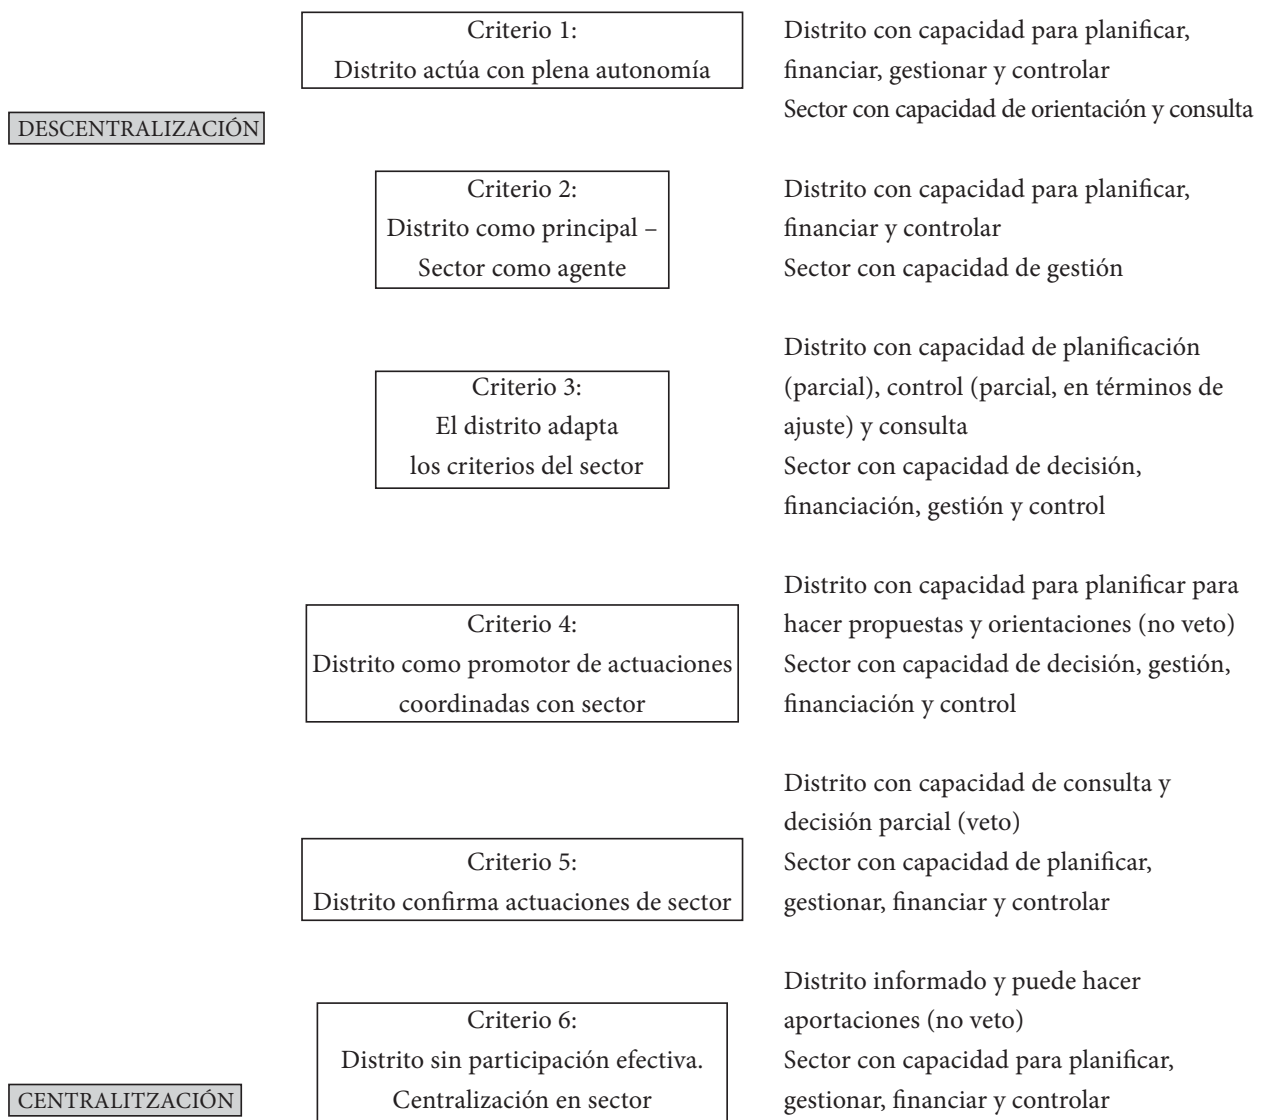 Criterio 1:
Distrito actúa con plena autonomía
Distrito con capacidad para planificar,
financiar, gestionar y controlar
Sector con capacidad de orientación y consulta
DESCENTRALIZACIÓN
Criterio 2:
Distrito como principal –
Sector como agente
Distrito con capacidad para planificar,
financiar y controlar
Sector con capacidad de gestión
Criterio 3:
El distrito adapta
los criterios del sector
Distrito con capacidad de planificación
(parcial), control (parcial, en términos de
ajuste) y consulta
Sector con capacidad de decisión,
financiación, gestión y control
Criterio 4:
Distrito como promotor de actuaciones
coordinadas con sector
Distrito con capacidad para planificar para
hacer propuestas y orientaciones (no veto)
Sector con capacidad de decisión, gestión,
financiación y control
Criterio 5:
Distrito confirma actuaciones de sector
Distrito con capacidad de consulta y
decisión parcial (veto)
Sector con capacidad de planificar,
gestionar, financiar y controlar
Criterio 6:
Distrito sin participación efectiva.
Centralización en sector
Distrito informado y puede hacer
aportaciones (no veto)
Sector con capacidad para planificar,
gestionar, financiar y controlar
CENTRALITZACIÓN